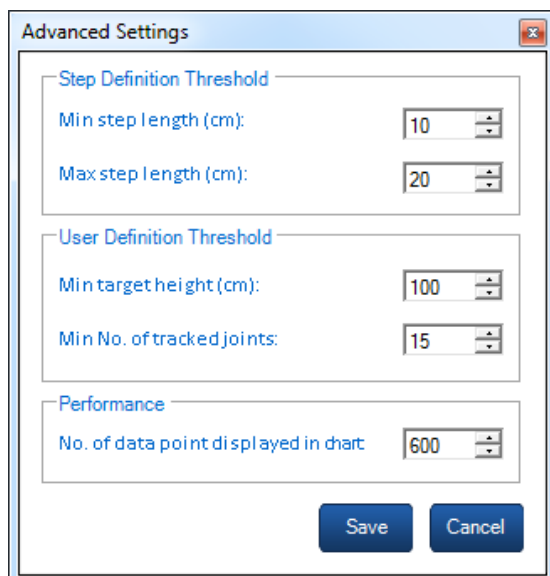 Advanced Settings
Step Definition Threshold
Min step length (cm):
10
Max step length (cm):
20
User Definition Threshold
Min target height (cm):
100
Min No. of tracked joints:
15
Performance
No. of data point displayed in chart
600
Save
Cancel